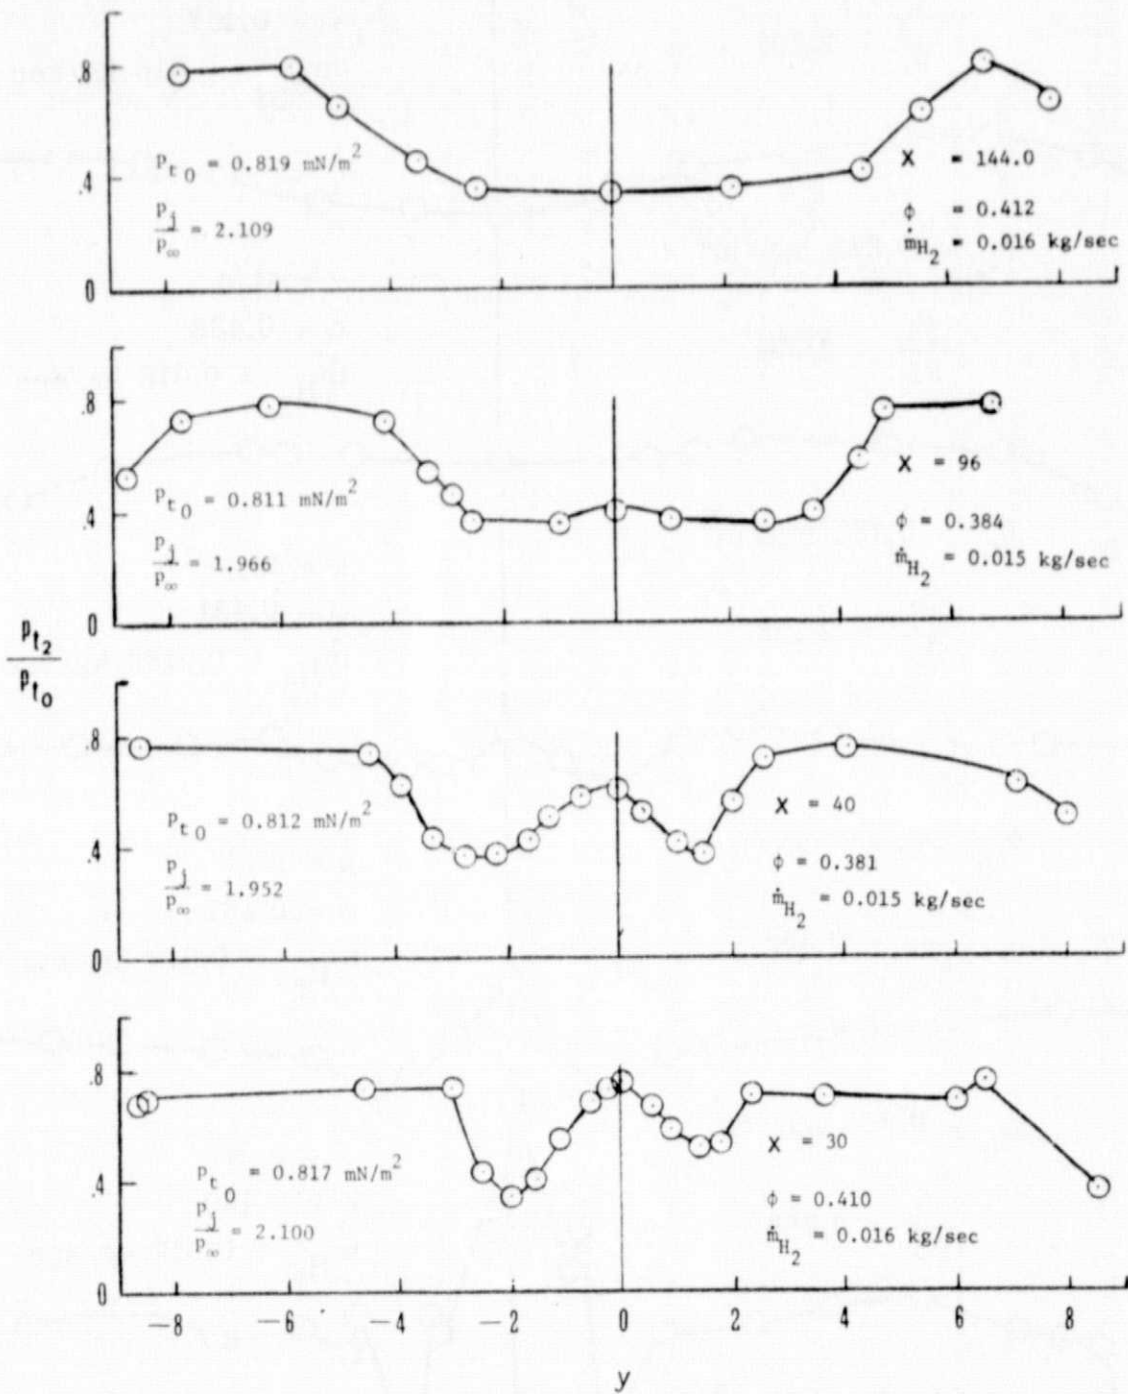 .8
.4
0
p_t0 = 0.819 mN/m²
p_j/p_∞ = 2.109
X = 144.0
ϕ = 0.412
ṁ_H2 = 0.016 kg/sec
.8
.4
0
p_t0 = 0.811 mN/m²
p_j/p_∞ = 1.966
X = 96
ϕ = 0.384
ṁ_H2 = 0.015 kg/sec
p_t2/p_t0
.8
.4
0
p_t0 = 0.812 mN/m²
p_j/p_∞ = 1.952
X = 40
ϕ = 0.381
ṁ_H2 = 0.015 kg/sec
.8
.4
0
p_t0 = 0.817 mN/m²
p_j/p_∞ = 2.100
X = 30
ϕ = 0.410
ṁ_H2 = 0.016 kg/sec
−8 −6 −4 −2 0 2 4 6 8
y